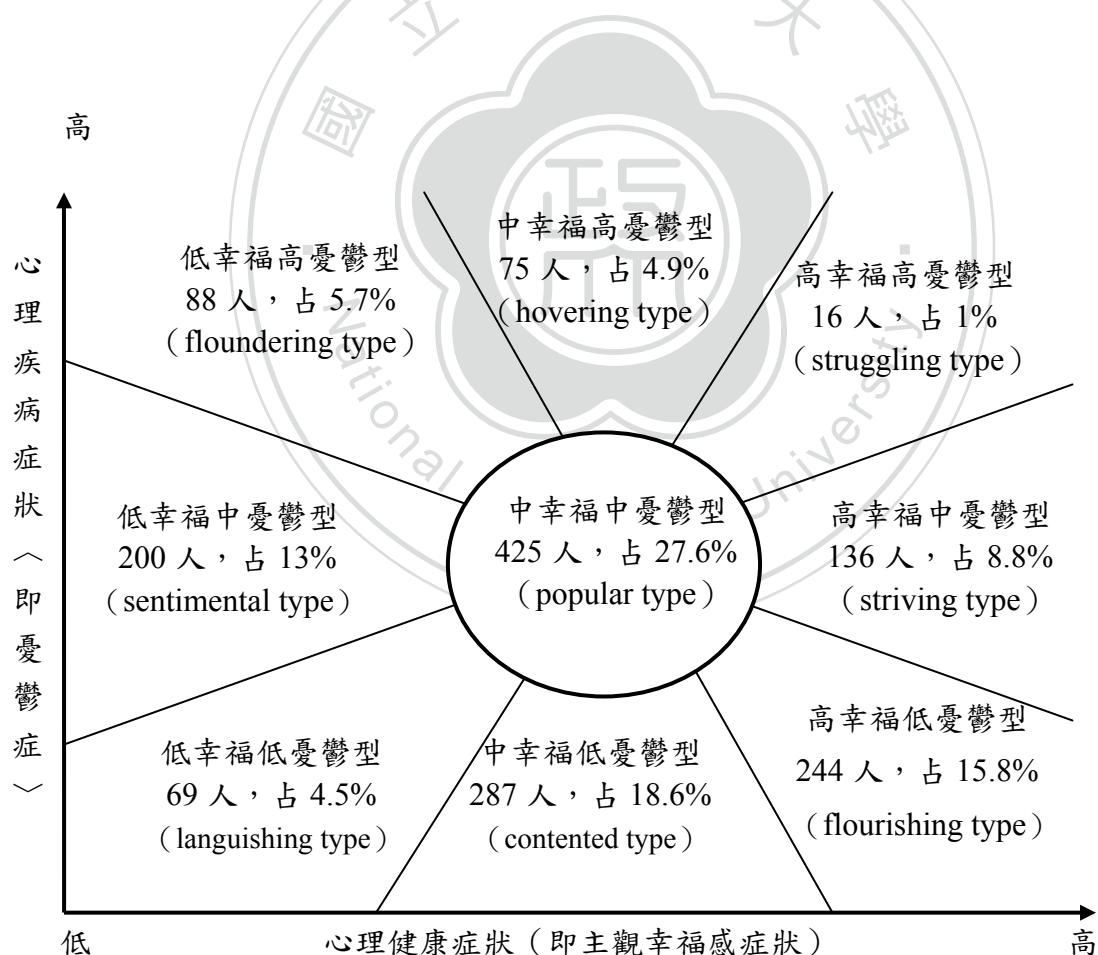 國立 大學
National University
高
心理疾病症狀〈即憂鬱症〉
低幸福高憂鬱型
88 人，占 5.7%
（floundering type）
中幸福高憂鬱型
75 人，占 4.9%
（hovering type）
高幸福高憂鬱型
16 人，占 1%
（struggling type）
低幸福中憂鬱型
200 人，占 13%
（sentimental type）
中幸福中憂鬱型
425 人，占 27.6%
（popular type）
高幸福中憂鬱型
136 人，占 8.8%
（striving type）
低幸福低憂鬱型
69 人，占 4.5%
（languishing type）
中幸福低憂鬱型
287 人，占 18.6%
（contented type）
高幸福低憂鬱型
244 人，占 15.8%
（flourishing type）
低
心理健康症狀（即主觀幸福感症狀）
高